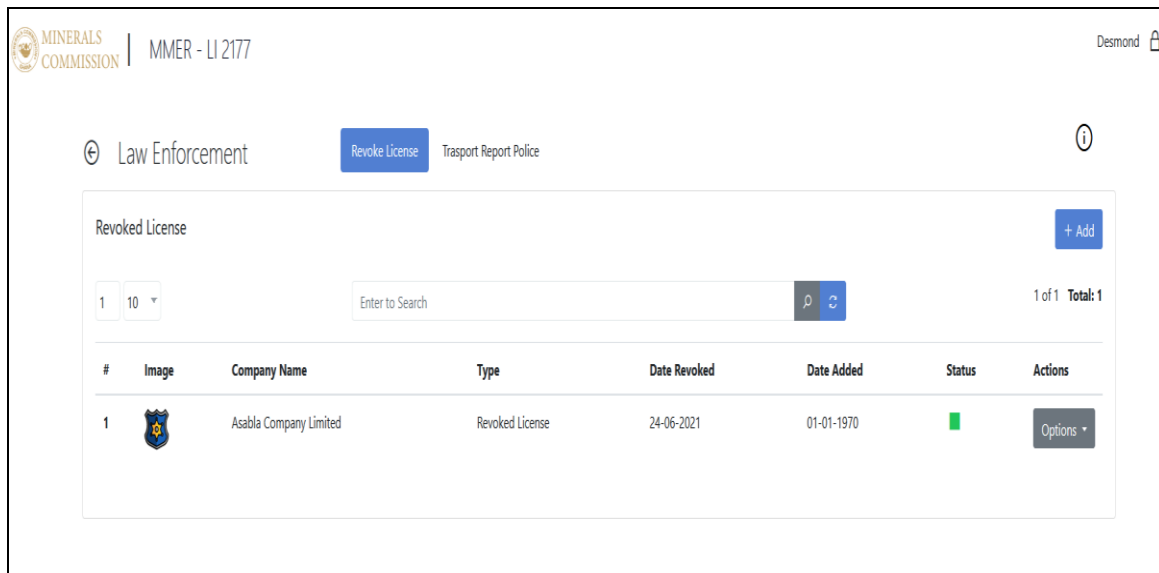 MINERALS
COMMISSION
MMER - LI 2177
Desmond
Law Enforcement
Revoke License
Trasport Report Police
Revoked License
+ Add
1
10
Enter to Search
1 of 1 Total: 1
# Image Company Name Type Date Revoked Date Added Status Actions
1 Asabla Company Limited Revoked License 24-06-2021 01-01-1970 Options